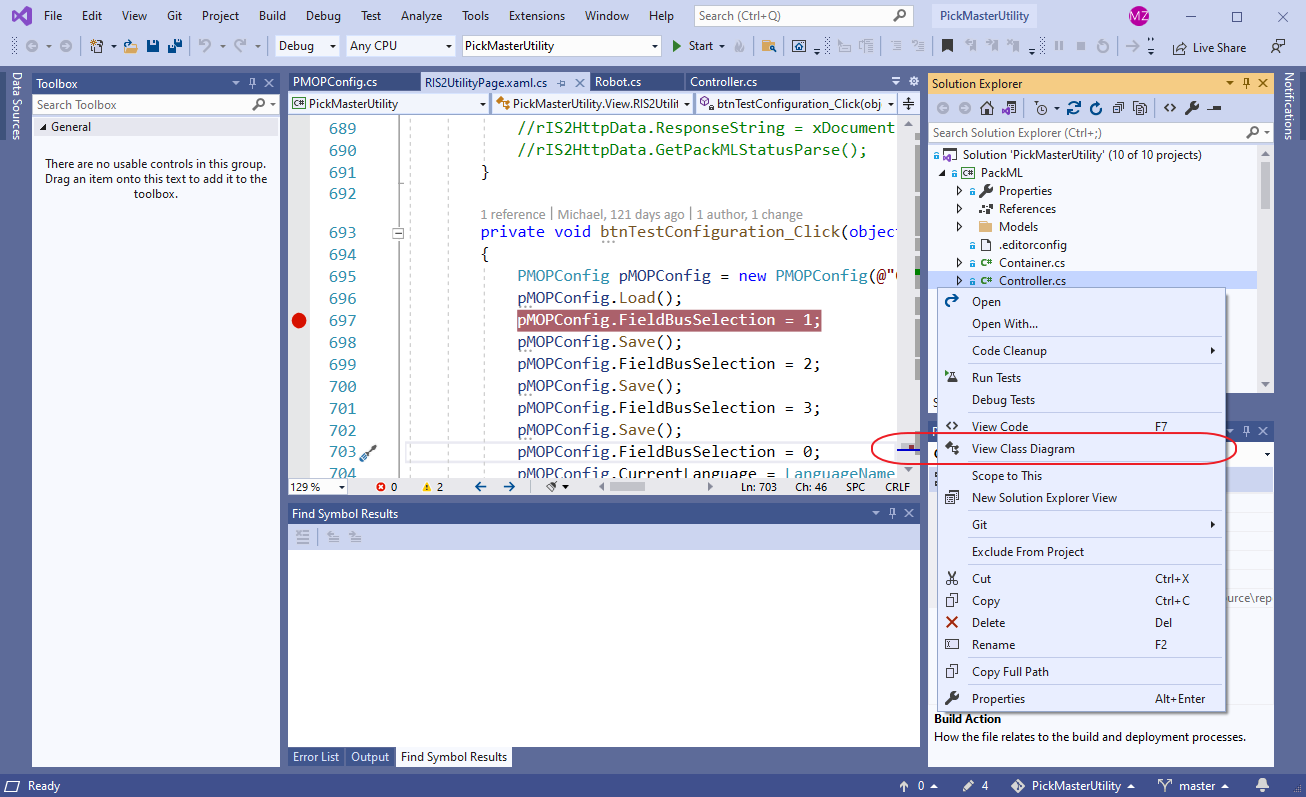 File Edit View Git Project Build Debug Test Analyze Tools Extensions Window Help Search (Ctrl+Q) PickMasterUtility MZ
Debug Any CPU PickMasterUtility Start Live Share
Data Sources
Toolbox
Search Toolbox
General
There are no usable controls in this group. Drag an item onto this text to add it to the toolbox.
PMOPConfig.cs RIS2UtilityPage.xaml.cs Robot.cs Controller.cs
PickMasterUtility PickMasterUtility.View.RIS2Utilit btnTestConfiguration_Click(obj
689 //rIS2HttpData.ResponseString = xDocument
690 //rIS2HttpData.GetPackMLStatusParse();
691 }
692
1 reference | Michael, 121 days ago | 1 author, 1 change
693 private void btnTestConfiguration_Click(object
694 {
695 PMOPConfig pMOPConfig = new PMOPConfig(@"
696 pMOPConfig.Load();
697 pMOPConfig.FieldBusSelection = 1;
698 pMOPConfig.Save();
699 pMOPConfig.FieldBusSelection = 2;
700 pMOPConfig.Save();
701 pMOPConfig.FieldBusSelection = 3;
702 pMOPConfig.Save();
703 pMOPConfig.FieldBusSelection = 0;
704 pMOPConfig.CurrentLanguage = LanguageName
129 % 0 2 Ln: 703 Ch: 46 SPC CRLF
Find Symbol Results
Error List Output Find Symbol Results
Solution Explorer
Search Solution Explorer (Ctrl+;)
Solution 'PickMasterUtility' (10 of 10 projects)
PackML
Properties
References
Models
.editorconfig
Container.cs
Controller.cs
Open
Open With...
Code Cleanup
Run Tests
Debug Tests
View Code F7
View Class Diagram
Scope to This
New Solution Explorer View
Git
Exclude From Project
Cut Ctrl+X
Copy Ctrl+C
Delete Del
Rename F2
Copy Full Path
Properties Alt+Enter
ource\rep
Build Action
How the file relates to the build and deployment processes.
Notifications
Ready 0 4 PickMasterUtility master